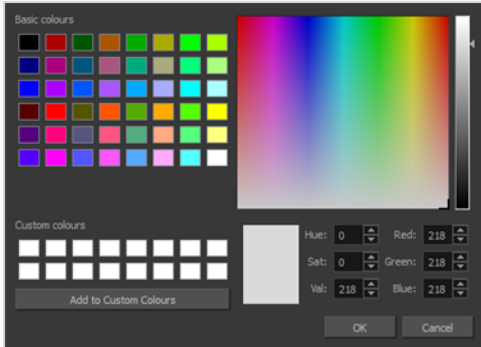 Basic colours
Custom colours
Add to Custom Colours
Hue: 0 Red: 218
Sat: 0 Green: 218
Val: 218 Blue: 218
OK Cancel